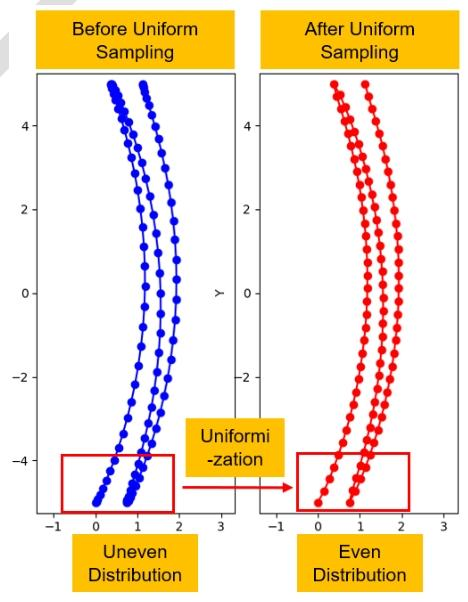 Before Uniform
Sampling
After Uniform
Sampling
4
2
0
−2
−4
−1
0
1
2
3
Y
4
2
0
−2
−4
−1
0
1
2
3
Uniformi
-zation
Uneven
Distribution
Even
Distribution